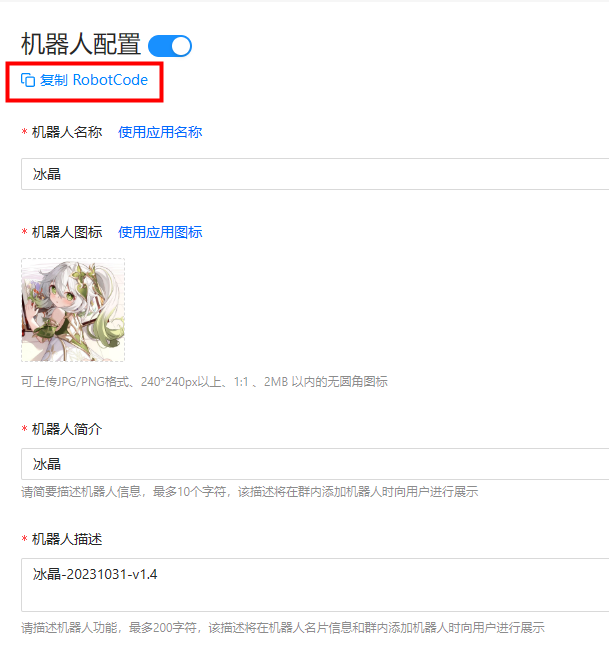 机器人配置
复制 RobotCode
* 机器人名称 使用应用名称
冰晶
* 机器人图标 使用应用图标
可上传JPG/PNG格式、240*240px以上、1:1 、2MB 以内的无圆角图标
* 机器人简介
冰晶
请简要描述机器人信息，最多10个字符，该描述将在群内添加机器人时向用户进行展示
* 机器人描述
冰晶-20231031-v1.4
请描述机器人功能，最多200字符，该描述将在机器人名片信息和群内添加机器人时向用户进行展示